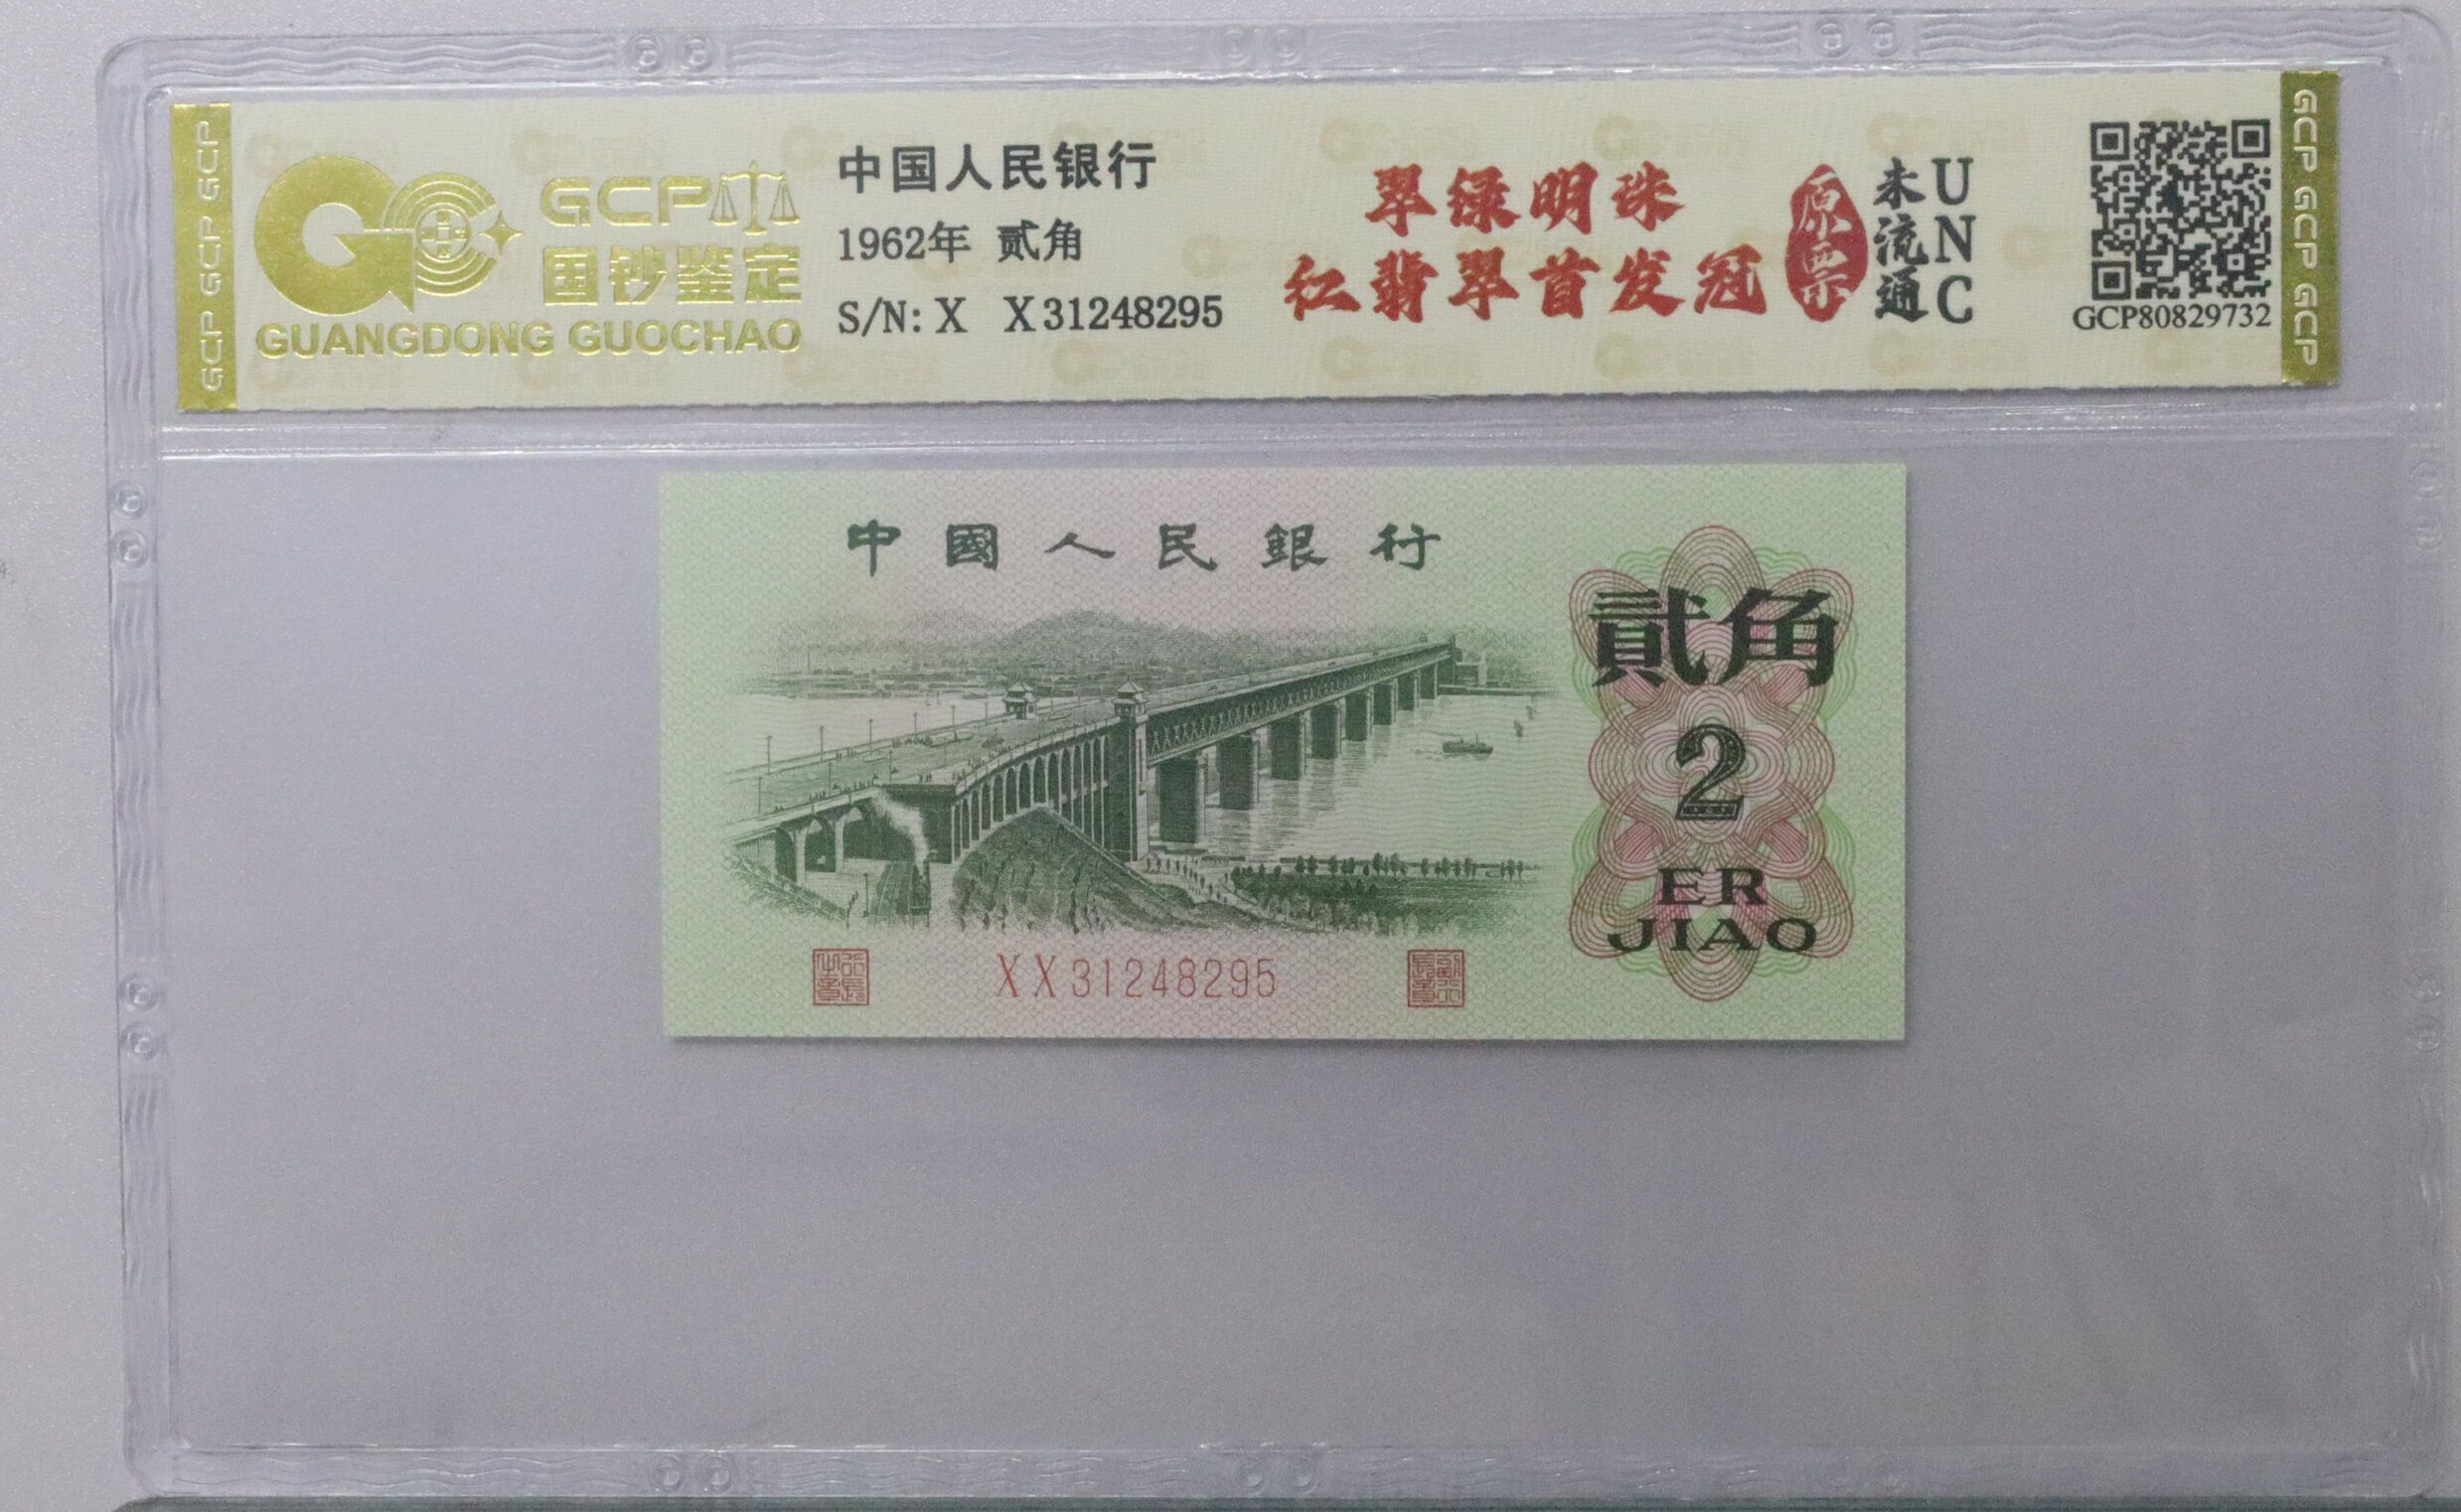 GCP GCP GCP
GCP
国钞鉴定
GUANGDONG GUOCHAO
中国人民银行
1962年 贰角
S/N: X X31248295
翠绿明珠
红翡翠首发冠
原票
未流通
UNC
GCP80829732
GCP GCP GCP
中國人民銀行
貳角
2
ER
JIAO
XX31248295